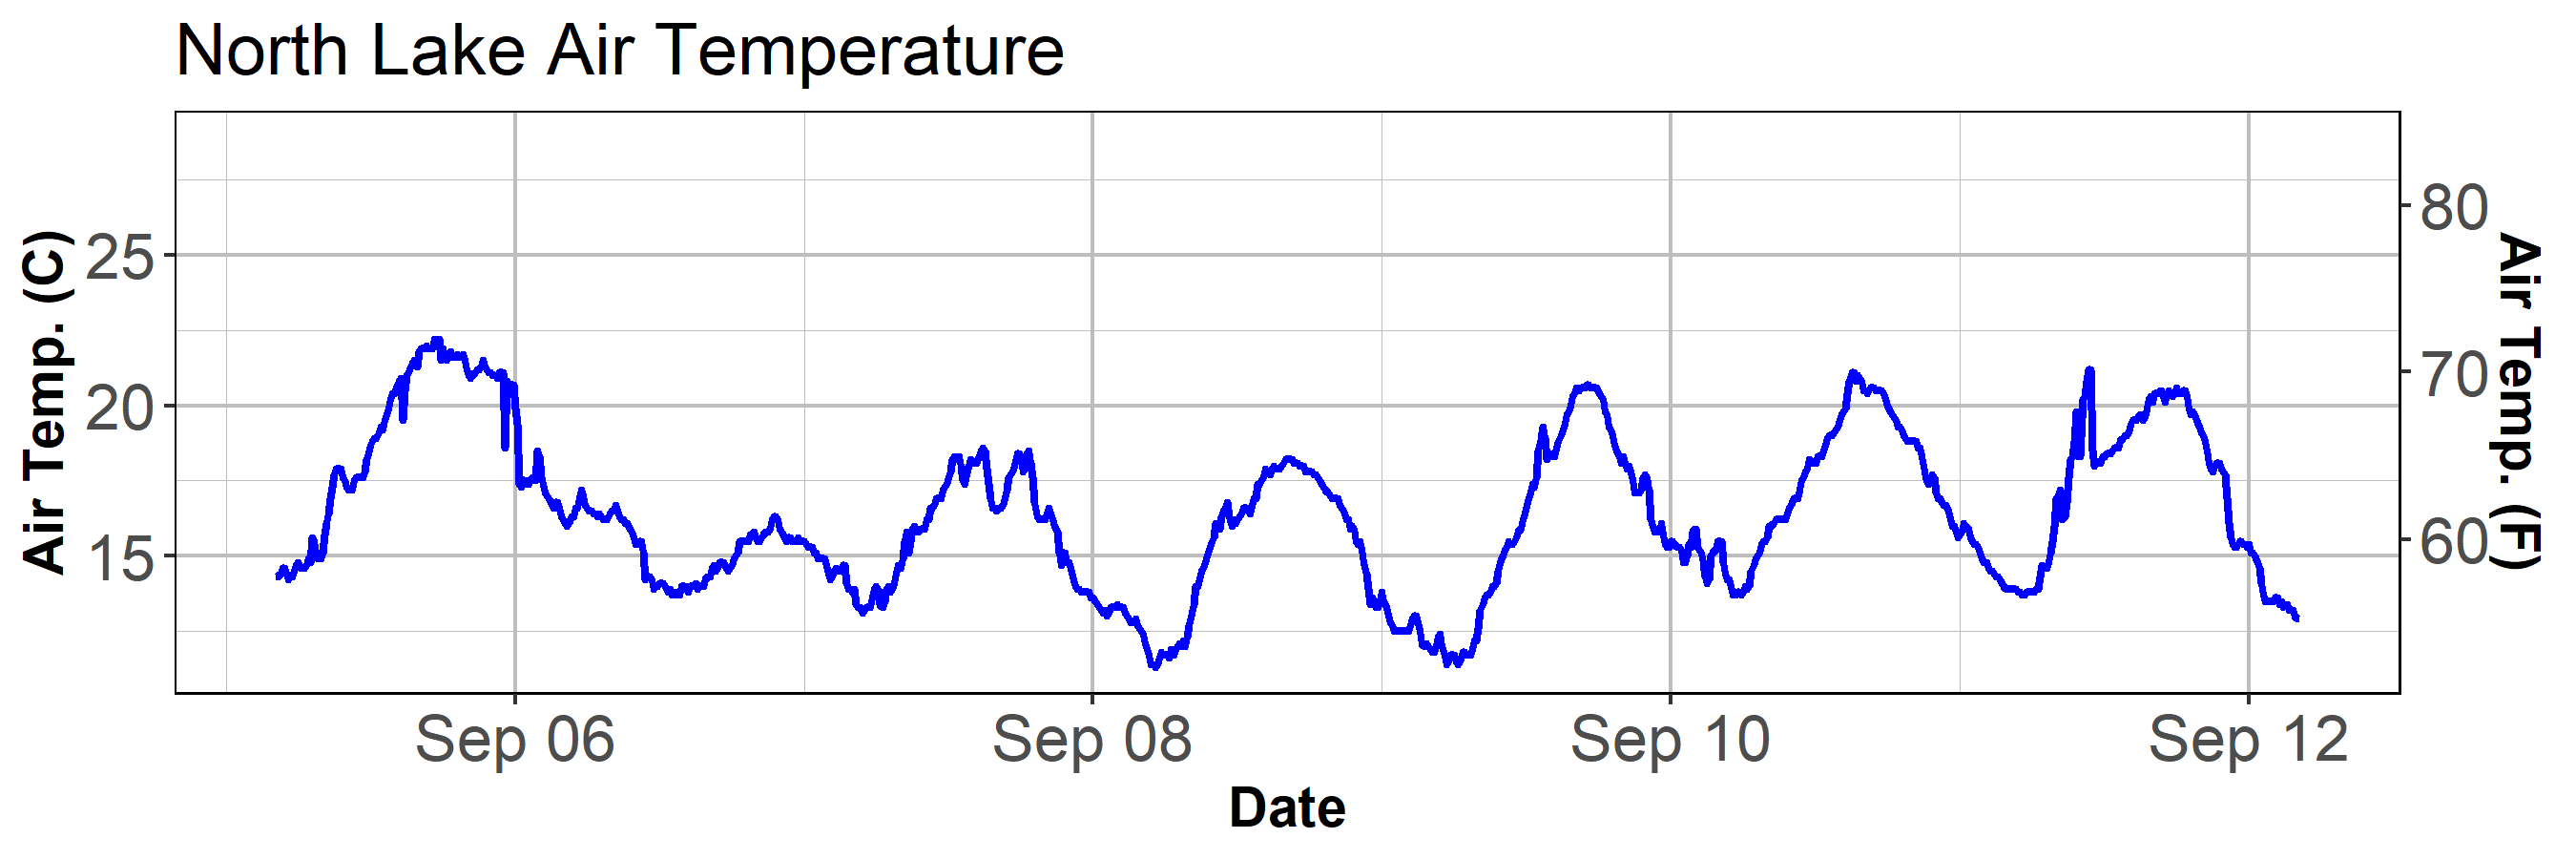 North Lake Air Temperature
Air Temp. (C)
25
20
15
80
70
60
Air Temp. (F)
Sep 06
Sep 08
Sep 10
Sep 12
Date